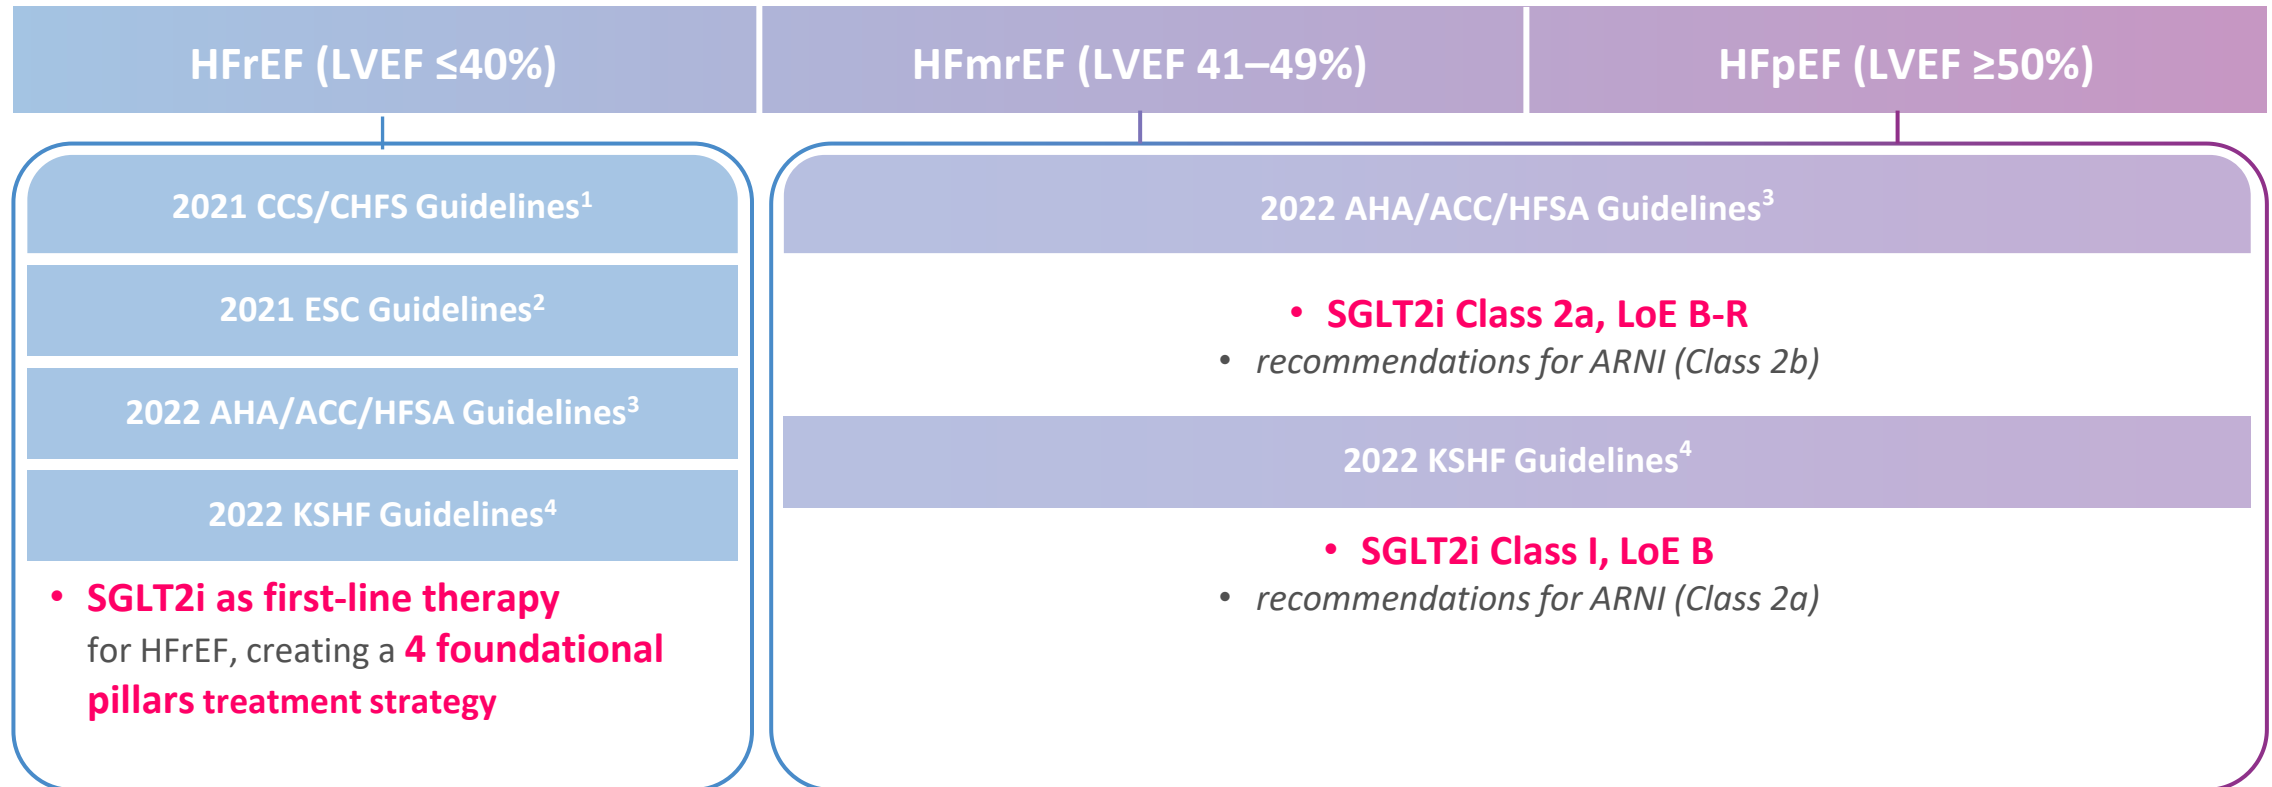 HFrEF (LVEF ≤40%)
HFmrEF (LVEF 41–49%)
HFpEF (LVEF ≥50%)
2021 CCS/CHFS Guidelines¹
2021 ESC Guidelines²
2022 AHA/ACC/HFSA Guidelines³
2022 KSHF Guidelines⁴
• SGLT2i as first-line therapy
for HFrEF, creating a 4 foundational
pillars treatment strategy
2022 AHA/ACC/HFSA Guidelines³
• SGLT2i Class 2a, LoE B-R
• recommendations for ARNI (Class 2b)
2022 KSHF Guidelines⁴
• SGLT2i Class I, LoE B
• recommendations for ARNI (Class 2a)